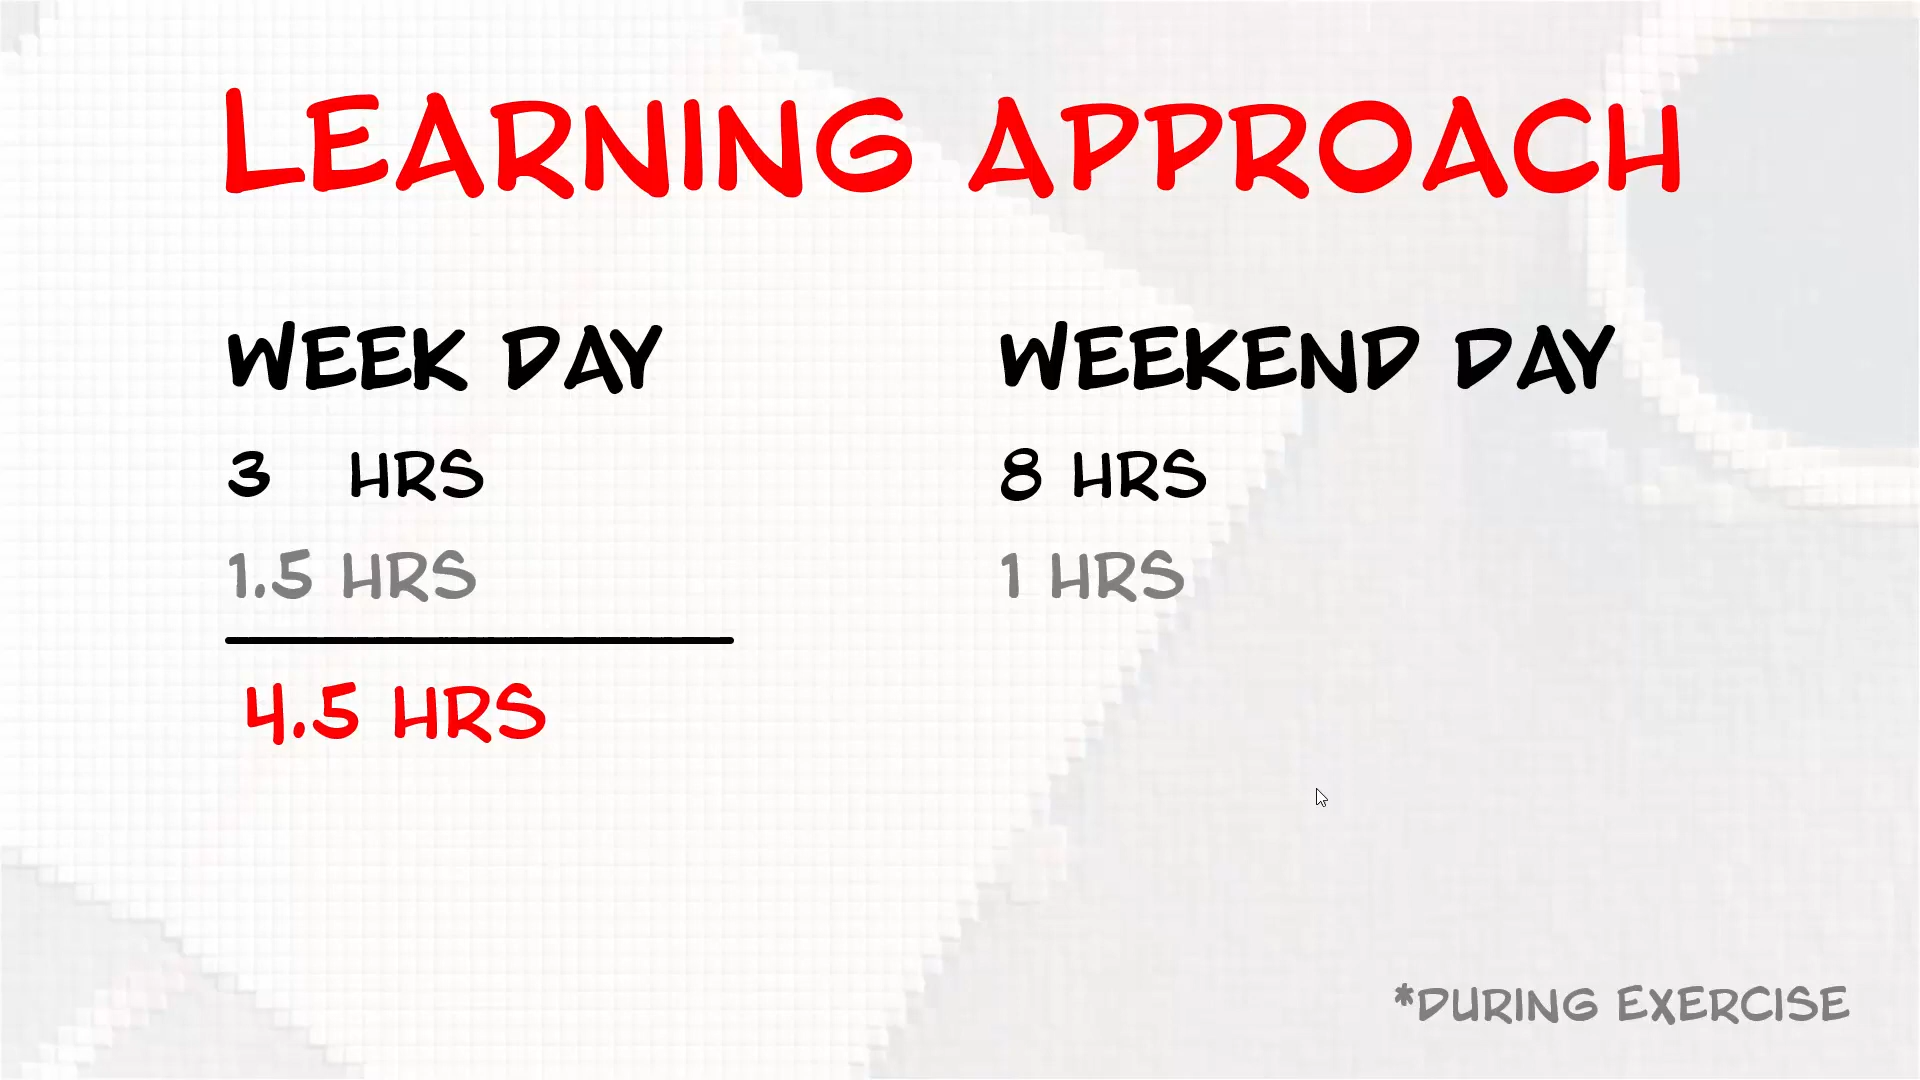 LEARNING APPROACH
WEEK DAY
3 HRS
1.5 HRS
4.5 HRS
WEEKEND DAY
8 HRS
1 HRS
*DURING EXERCISE